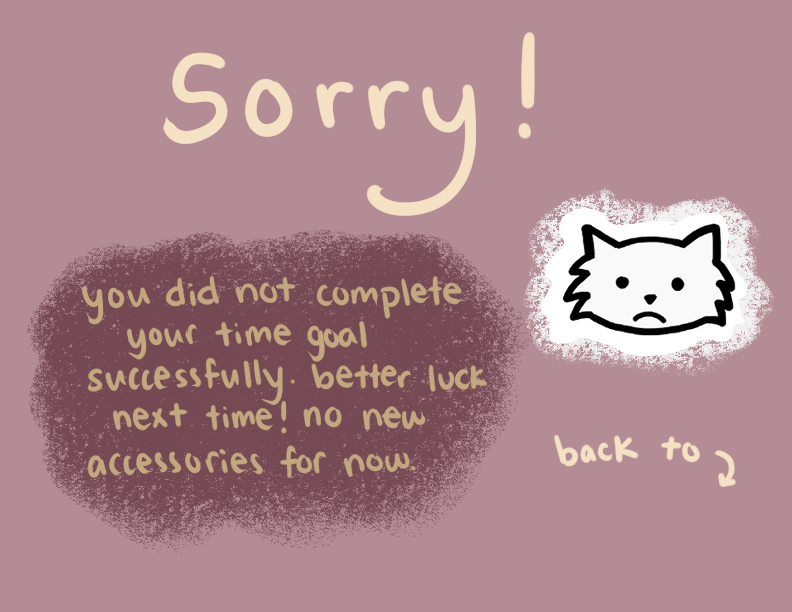 Sorry!
you did not complete
your time goal
successfully. better luck
next time! no new
accessories for now.
back to